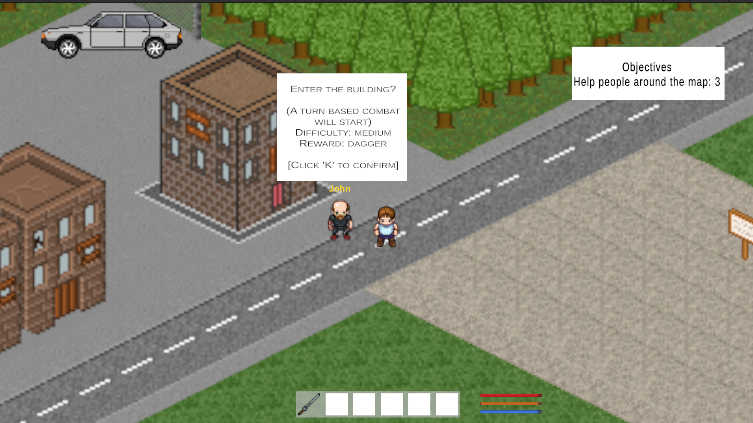 Enter the building?
(A turn based combat
will start)
Difficulty: medium
Reward: dagger
[Click 'K' to confirm]
John
Objectives
Help people around the map: 3